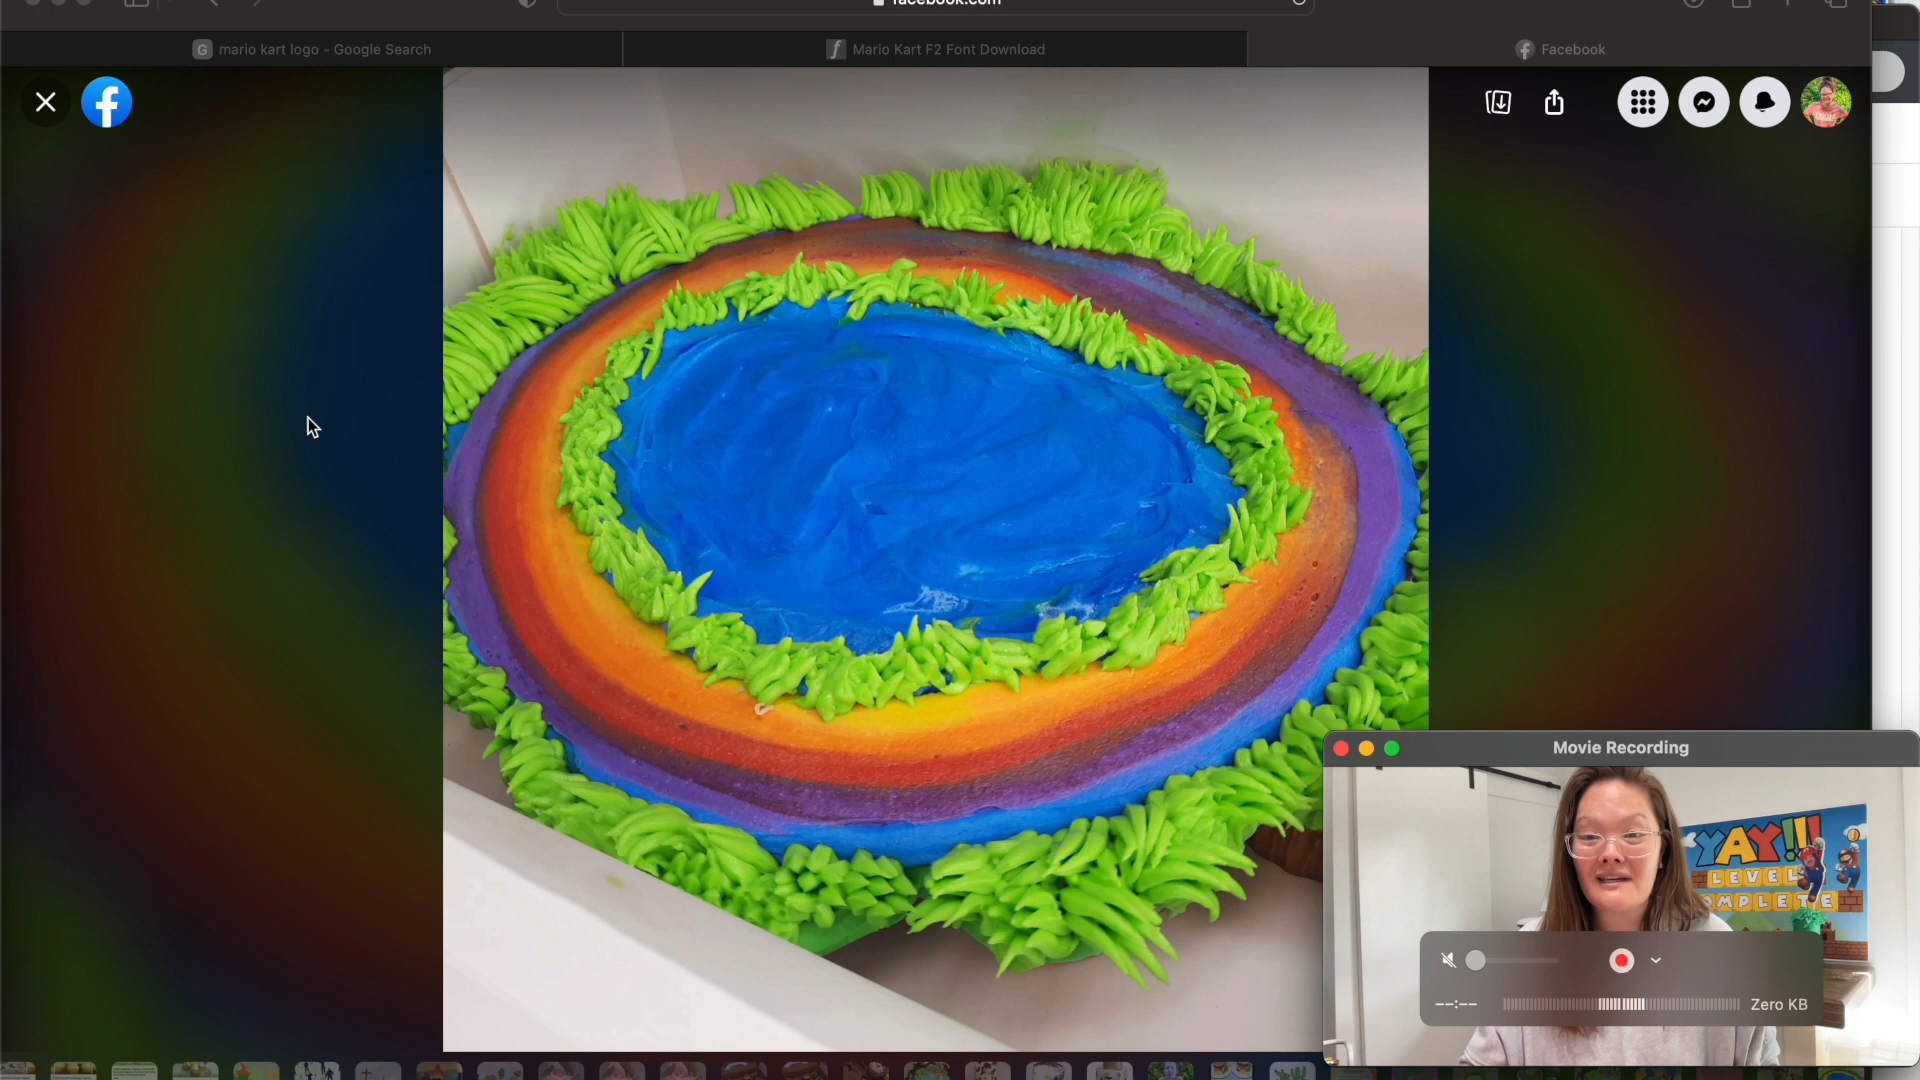 facebook.com
G mario kart logo - Google Search
f Mario Kart F2 Font Download
Facebook
Movie Recording
YAY!!!
LEVEL
OMPLETE
--:--
Zero KB